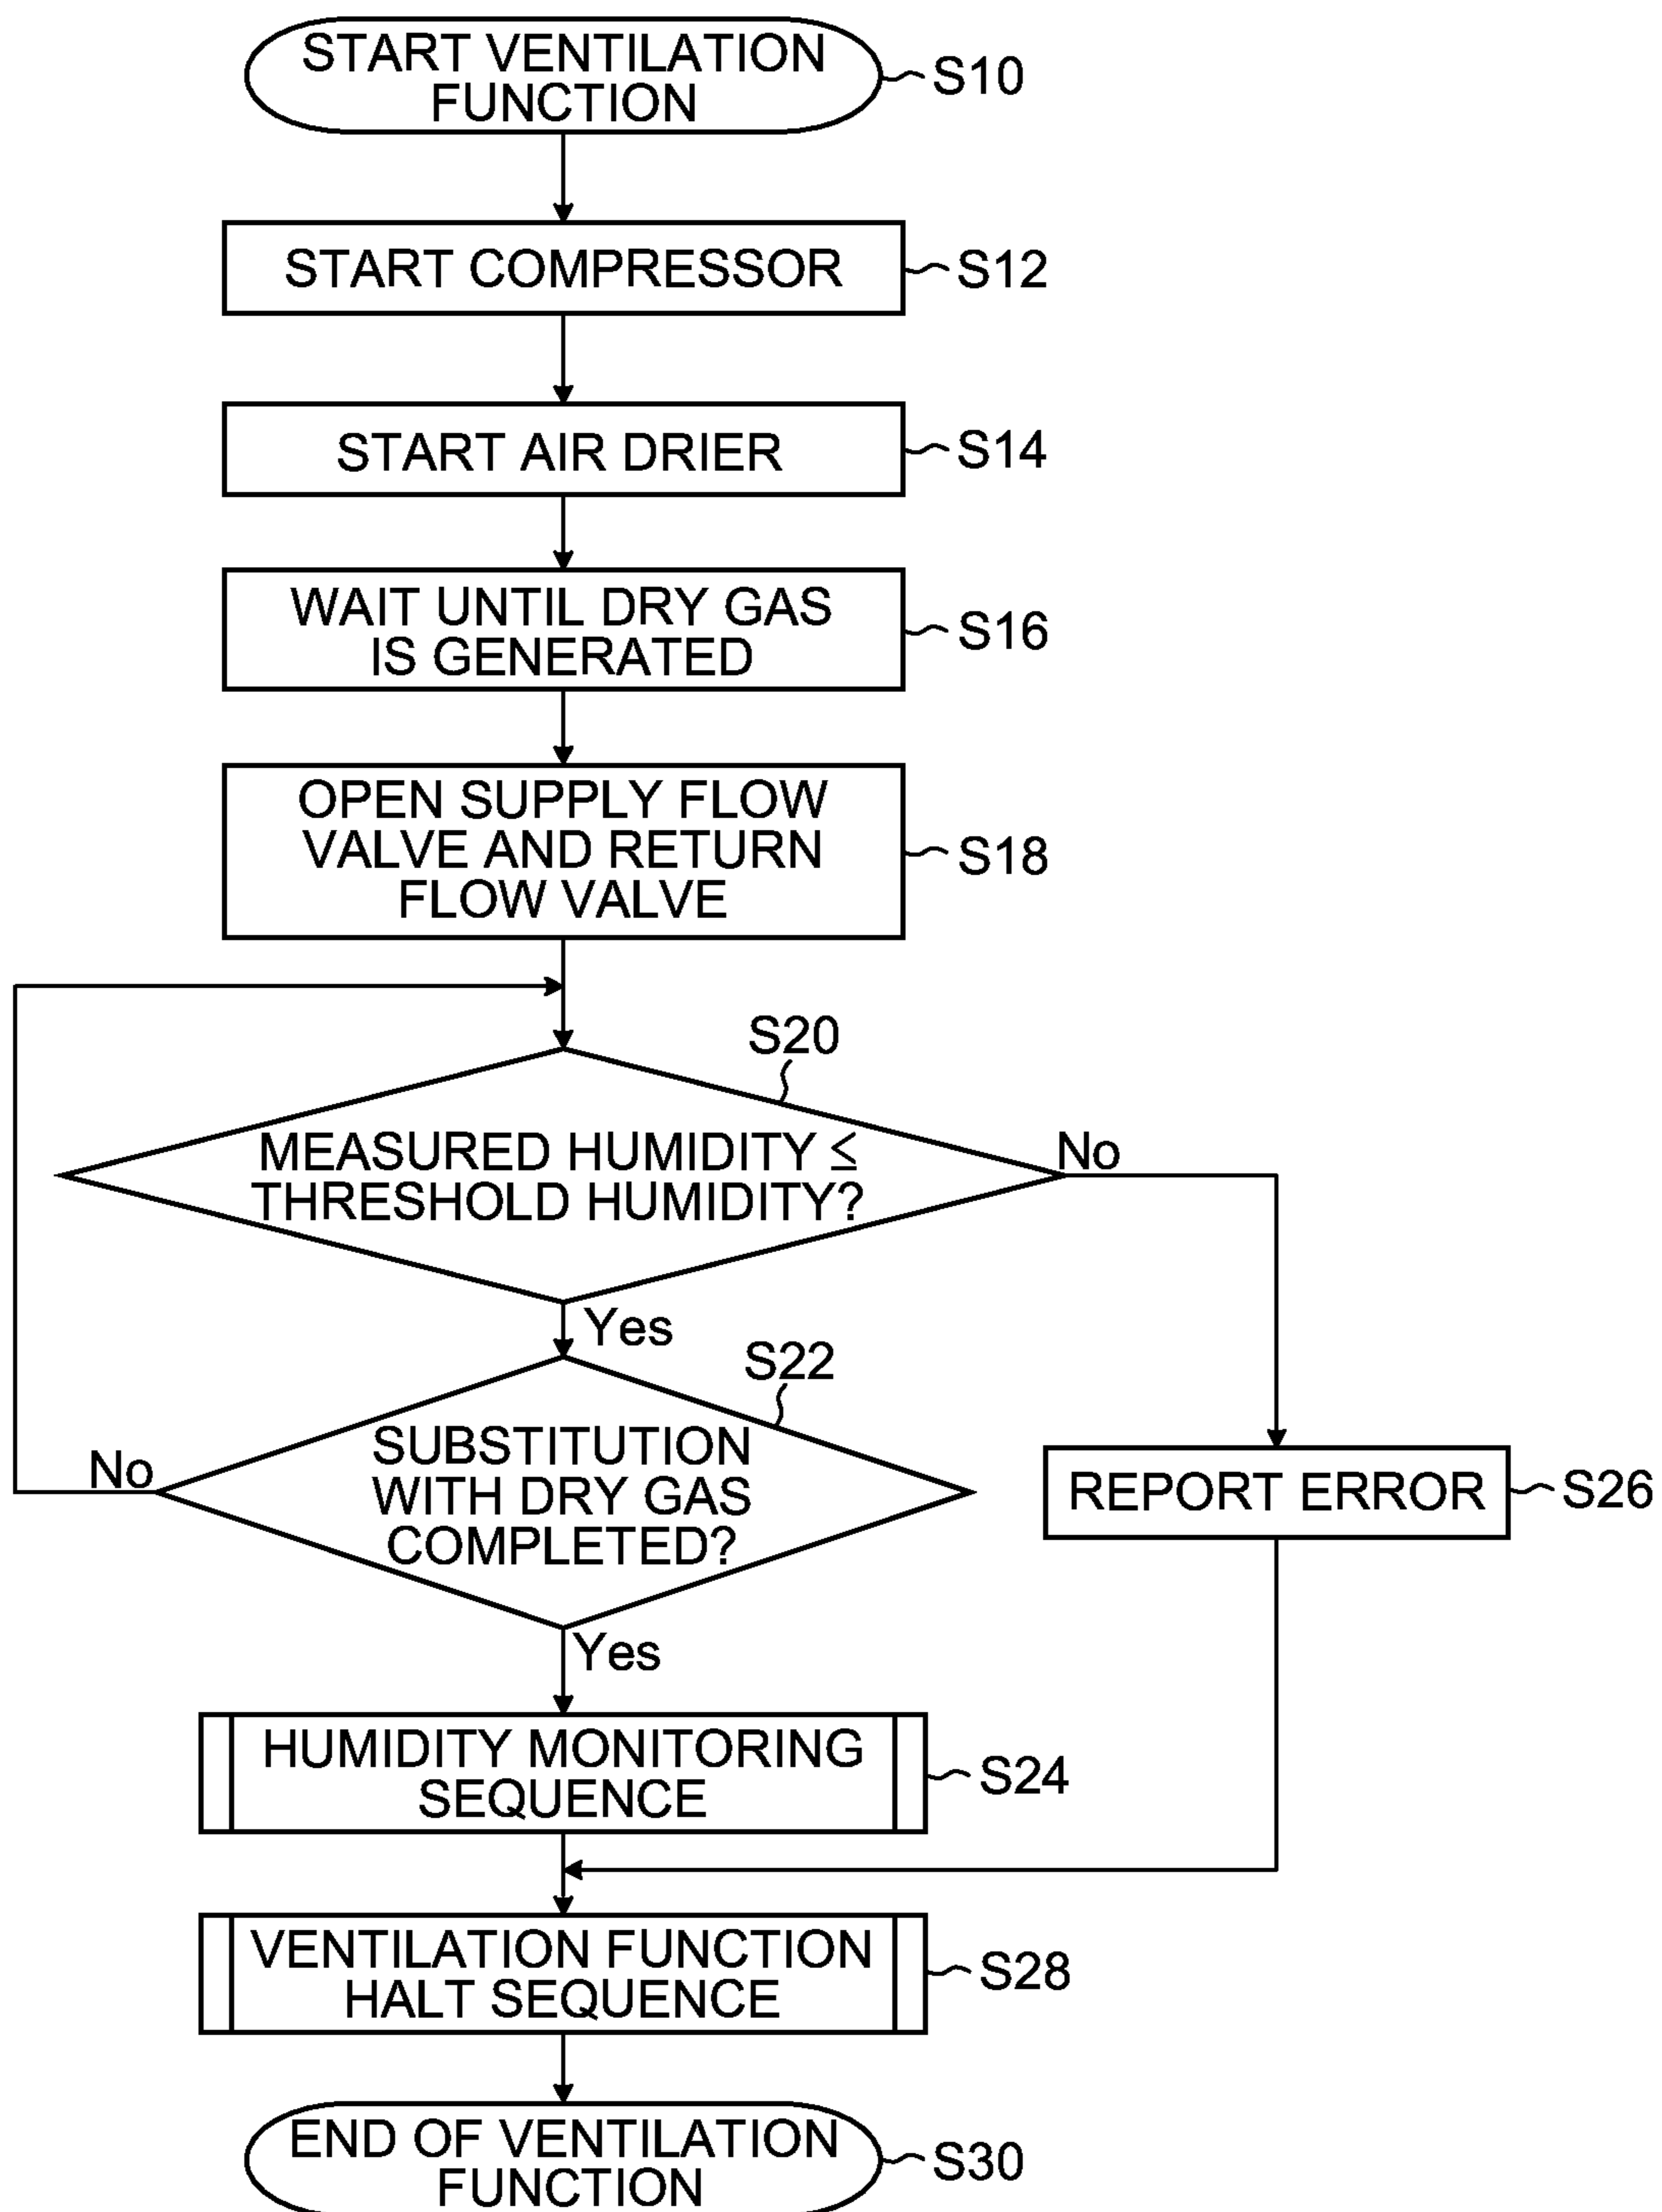 START VENTILATION
FUNCTION
S10
START COMPRESSOR
S12
START AIR DRIER
S14
WAIT UNTIL DRY GAS
IS GENERATED
S16
OPEN SUPPLY FLOW
VALVE AND RETURN
FLOW VALVE
S18
S20
MEASURED HUMIDITY ≤
THRESHOLD HUMIDITY?
No
Yes
S22
SUBSTITUTION
WITH DRY GAS
COMPLETED?
No
Yes
REPORT ERROR
S26
HUMIDITY MONITORING
SEQUENCE
S24
VENTILATION FUNCTION
HALT SEQUENCE
S28
END OF VENTILATION
FUNCTION
S30